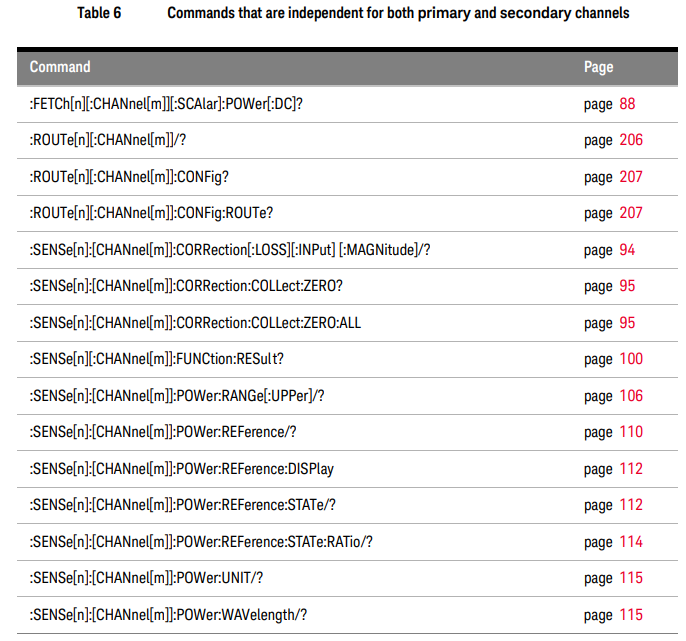 Table 6 Commands that are independent for both primary and secondary channels
Command Page
:FETCh[n][:CHANnel[m]][:SCAlar]:POWer[:DC]? page 88
:ROUTe[n][:CHANnel[m]]/? page 206
:ROUTe[n][:CHANnel[m]]:CONFig? page 207
:ROUTe[n][:CHANnel[m]]:CONFig:ROUTe? page 207
:SENSe[n]:[CHANnel[m]]:CORRection[:LOSS][:INPut] [:MAGNitude]/? page 94
:SENSe[n]:[CHANnel[m]]:CORRection:COLLect:ZERO? page 95
:SENSe[n]:[CHANnel[m]]:CORRection:COLLect:ZERO:ALL page 95
:SENSe[n][:CHANnel[m]]:FUNCtion:RESult? page 100
:SENSe[n]:[CHANnel[m]]:POWer:RANGe[:UPPer]/? page 106
:SENSe[n]:[CHANnel[m]]:POWer:REFerence/? page 110
:SENSe[n]:[CHANnel[m]]:POWer:REFerence:DISPlay page 112
:SENSe[n]:[CHANnel[m]]:POWer:REFerence:STATe/? page 112
:SENSe[n]:[CHANnel[m]]:POWer:REFerence:STATe:RATio/? page 114
:SENSe[n]:[CHANnel[m]]:POWer:UNIT/? page 115
:SENSe[n]:[CHANnel[m]]:POWer:WAVelength/? page 115